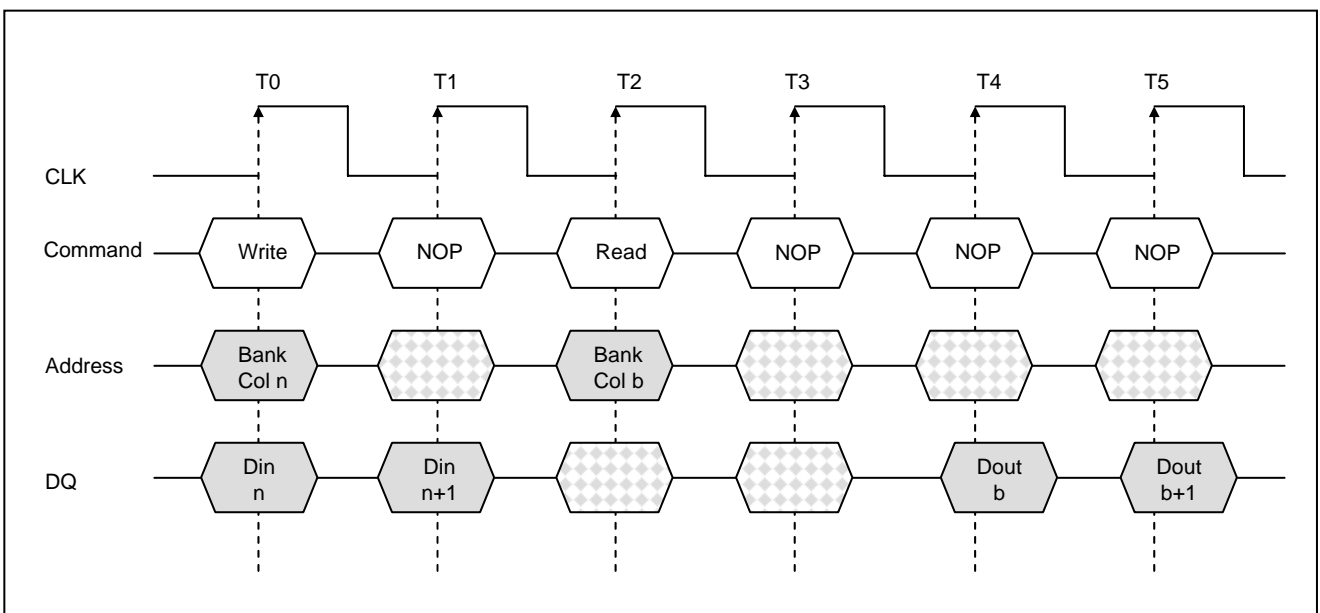 T0 T1 T2 T3 T4 T5
CLK
Command Write NOP Read NOP NOP NOP
Address Bank Col n Bank Col b
DQ Din n Din n+1 Dout b Dout b+1